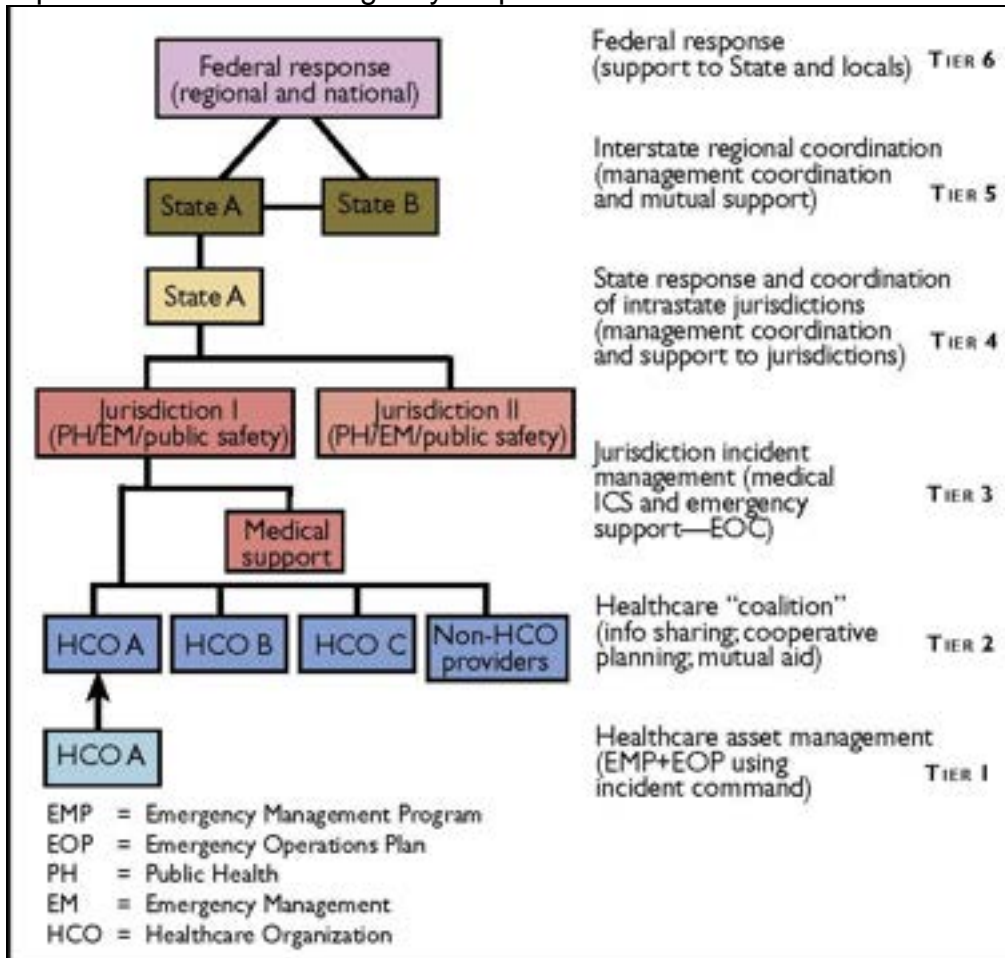 Federal response
(regional and national)
Federal response
(support to State and locals) TIER 6
State A
State B
Interstate regional coordination
(management coordination
and mutual support) TIER 5
State A
State response and coordination
of intrastate jurisdictions
(management coordination
and support to jurisdictions) TIER 4
Jurisdiction I
(PH/EM/public safety)
Jurisdiction II
(PH/EM/public safety)
Medical
support
Jurisdiction incident
management (medical
ICS and emergency
support—EOC) TIER 3
HCO A
HCO B
HCO C
Non-HCO
providers
Healthcare “coalition”
(info sharing; cooperative
planning; mutual aid) TIER 2
HCO A
Healthcare asset management
(EMP+EOP using
incident command) TIER 1
EMP = Emergency Management Program
EOP = Emergency Operations Plan
PH = Public Health
EM = Emergency Management
HCO = Healthcare Organization